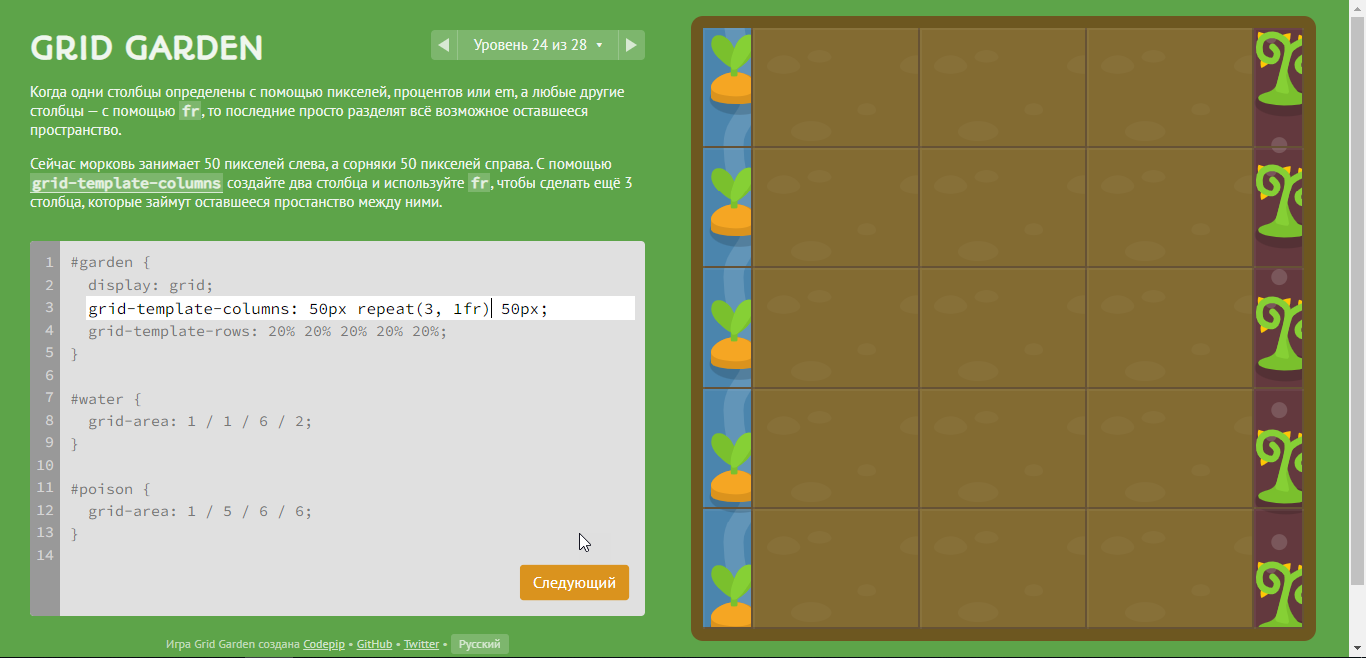 GRID GARDEN
Уровень 24 из 28
Когда одни столбцы определены с помощью пикселей, процентов или em, а любые другие
столбцы — с помощью fr, то последние просто разделят всё возможное оставшееся
пространство.
Сейчас морковь занимает 50 пикселей слева, а сорняки 50 пикселей справа. С помощью
grid-template-columns создайте два столбца и используйте fr, чтобы сделать ещё 3
столбца, которые займут оставшееся простанство между ними.
1 #garden {
2 display: grid;
3 grid-template-columns: 50px repeat(3, 1fr) 50px;
4 grid-template-rows: 20% 20% 20% 20% 20%;
5 }
6
7 #water {
8 grid-area: 1 / 1 / 6 / 2;
9 }
10
11 #poison {
12 grid-area: 1 / 5 / 6 / 6;
13 }
14
Следующий
Игра Grid Garden создана Codepip • GitHub • Twitter • Русский